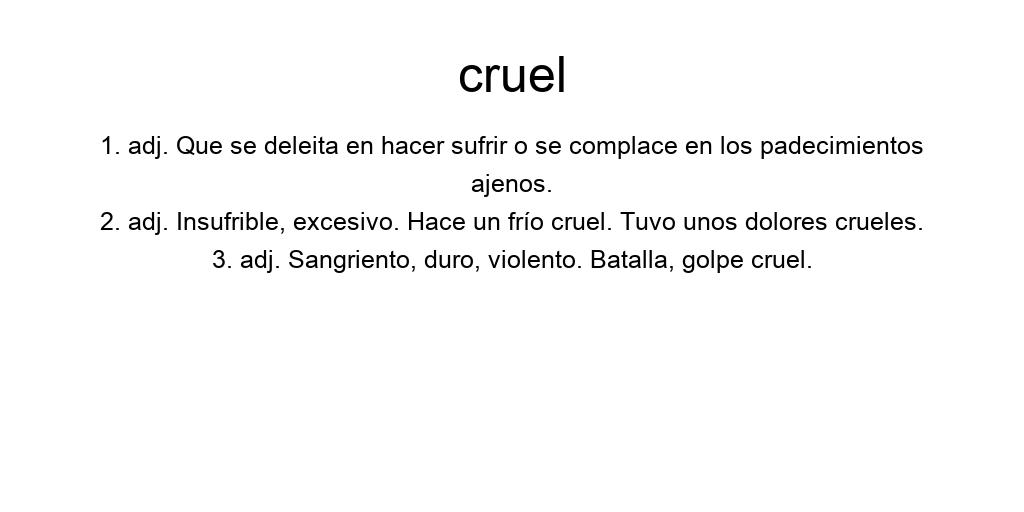 cruel
1. adj. Que se deleita en hacer sufrir o se complace en los padecimientos
ajenos.
2. adj. Insufrible, excesivo. Hace un frío cruel. Tuvo unos dolores crueles.
3. adj. Sangriento, duro, violento. Batalla, golpe cruel.